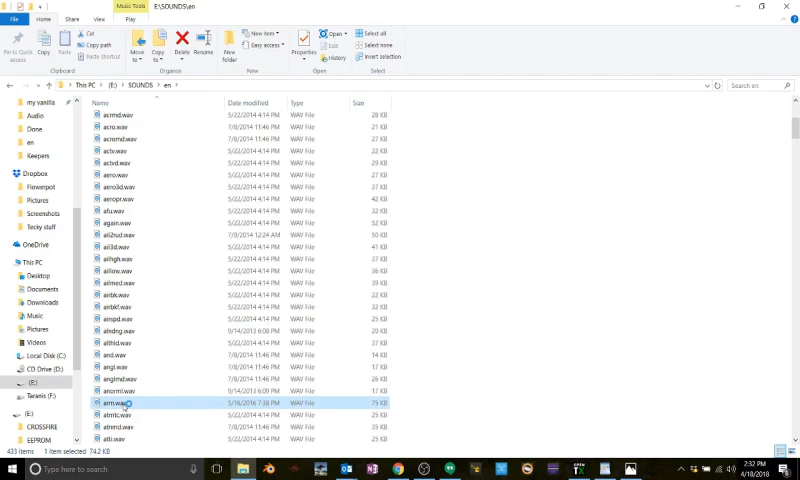 Music Tools E:\SOUNDS\en
File Home Share View Play
Pin to Quick access
Copy
Paste
Cut
Copy path
Paste shortcut
Move to
Copy to
Delete
Rename
New folder
New item
Easy access
Properties
Open
Edit
History
Select all
Select none
Invert selection
Clipboard Organise New Open Select
This PC (E:) SOUNDS en Search en
Name Date modified Type Size
my vanilla
Audio
Done
en
Keepers
Dropbox
Flowerpot
Pictures
Screenshots
Tecky stuff
OneDrive
This PC
Desktop
Documents
Downloads
Music
Pictures
Videos
Local Disk (C:)
CD Drive (D:)
(E:)
Taranis (F:)
(E:)
CROSSFIRE
EEPROM
acrmd.wav 5/22/2014 4:14 PM WAV File 28 KB
acro.wav 7/8/2014 11:46 PM WAV File 21 KB
acromd.wav 7/8/2014 11:46 PM WAV File 27 KB
actv.wav 5/22/2014 4:14 PM WAV File 22 KB
actvd.wav 5/22/2014 4:14 PM WAV File 29 KB
aero.wav 5/22/2014 4:14 PM WAV File 27 KB
aero3d.wav 5/22/2014 4:14 PM WAV File 37 KB
aeropr.wav 5/22/2014 4:14 PM WAV File 42 KB
afu.wav 5/22/2014 4:14 PM WAV File 32 KB
again.wav 5/22/2014 4:14 PM WAV File 32 KB
ail2rud.wav 7/9/2014 12:24 AM WAV File 50 KB
ail3d.wav 5/22/2014 4:14 PM WAV File 41 KB
ailhgh.wav 5/22/2014 4:14 PM WAV File 37 KB
aillow.wav 5/22/2014 4:14 PM WAV File 36 KB
ailmed.wav 5/22/2014 4:14 PM WAV File 39 KB
airbk.wav 5/22/2014 4:14 PM WAV File 22 KB
airbkf.wav 5/22/2014 4:14 PM WAV File 32 KB
airspd.wav 5/22/2014 4:14 PM WAV File 25 KB
alndng.wav 9/14/2013 6:08 PM WAV File 20 KB
althld.wav 5/22/2014 4:14 PM WAV File 37 KB
and.wav 7/8/2014 11:46 PM WAV File 14 KB
angl.wav 7/8/2014 11:46 PM WAV File 17 KB
anglmd.wav 7/8/2014 11:46 PM WAV File 26 KB
anorml.wav 9/14/2013 6:09 PM WAV File 17 KB
arm.wav 5/16/2016 7:38 PM WAV File 75 KB
atmtc.wav 5/22/2014 4:14 PM WAV File 25 KB
atnmd.wav 7/8/2014 11:46 PM WAV File 27 KB
atti.wav 5/22/2014 4:14 PM WAV File 25 KB
433 items 1 item selected 74.2 KB
Type here to search
OPEN TX
2:32 PM
4/18/2018